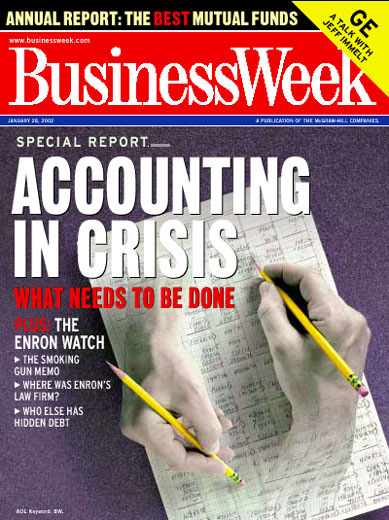 ANNUAL REPORT: THE BEST MUTUAL FUNDS
GE
A TALK WITH
JEFF IMMELT
www.businessweek.com
BusinessWeek
JANUARY 28, 2002
A PUBLICATION OF THE McGRAW-HILL COMPANIES
SPECIAL REPORT
ACCOUNTING
IN CRISIS
WHAT NEEDS TO BE DONE
PLUS: THE
ENRON WATCH
▶ THE SMOKING
GUN MEMO
▶ WHERE WAS ENRON'S
LAW FIRM?
▶ WHO ELSE HAS
HIDDEN DEBT
AOL Keyword: BW